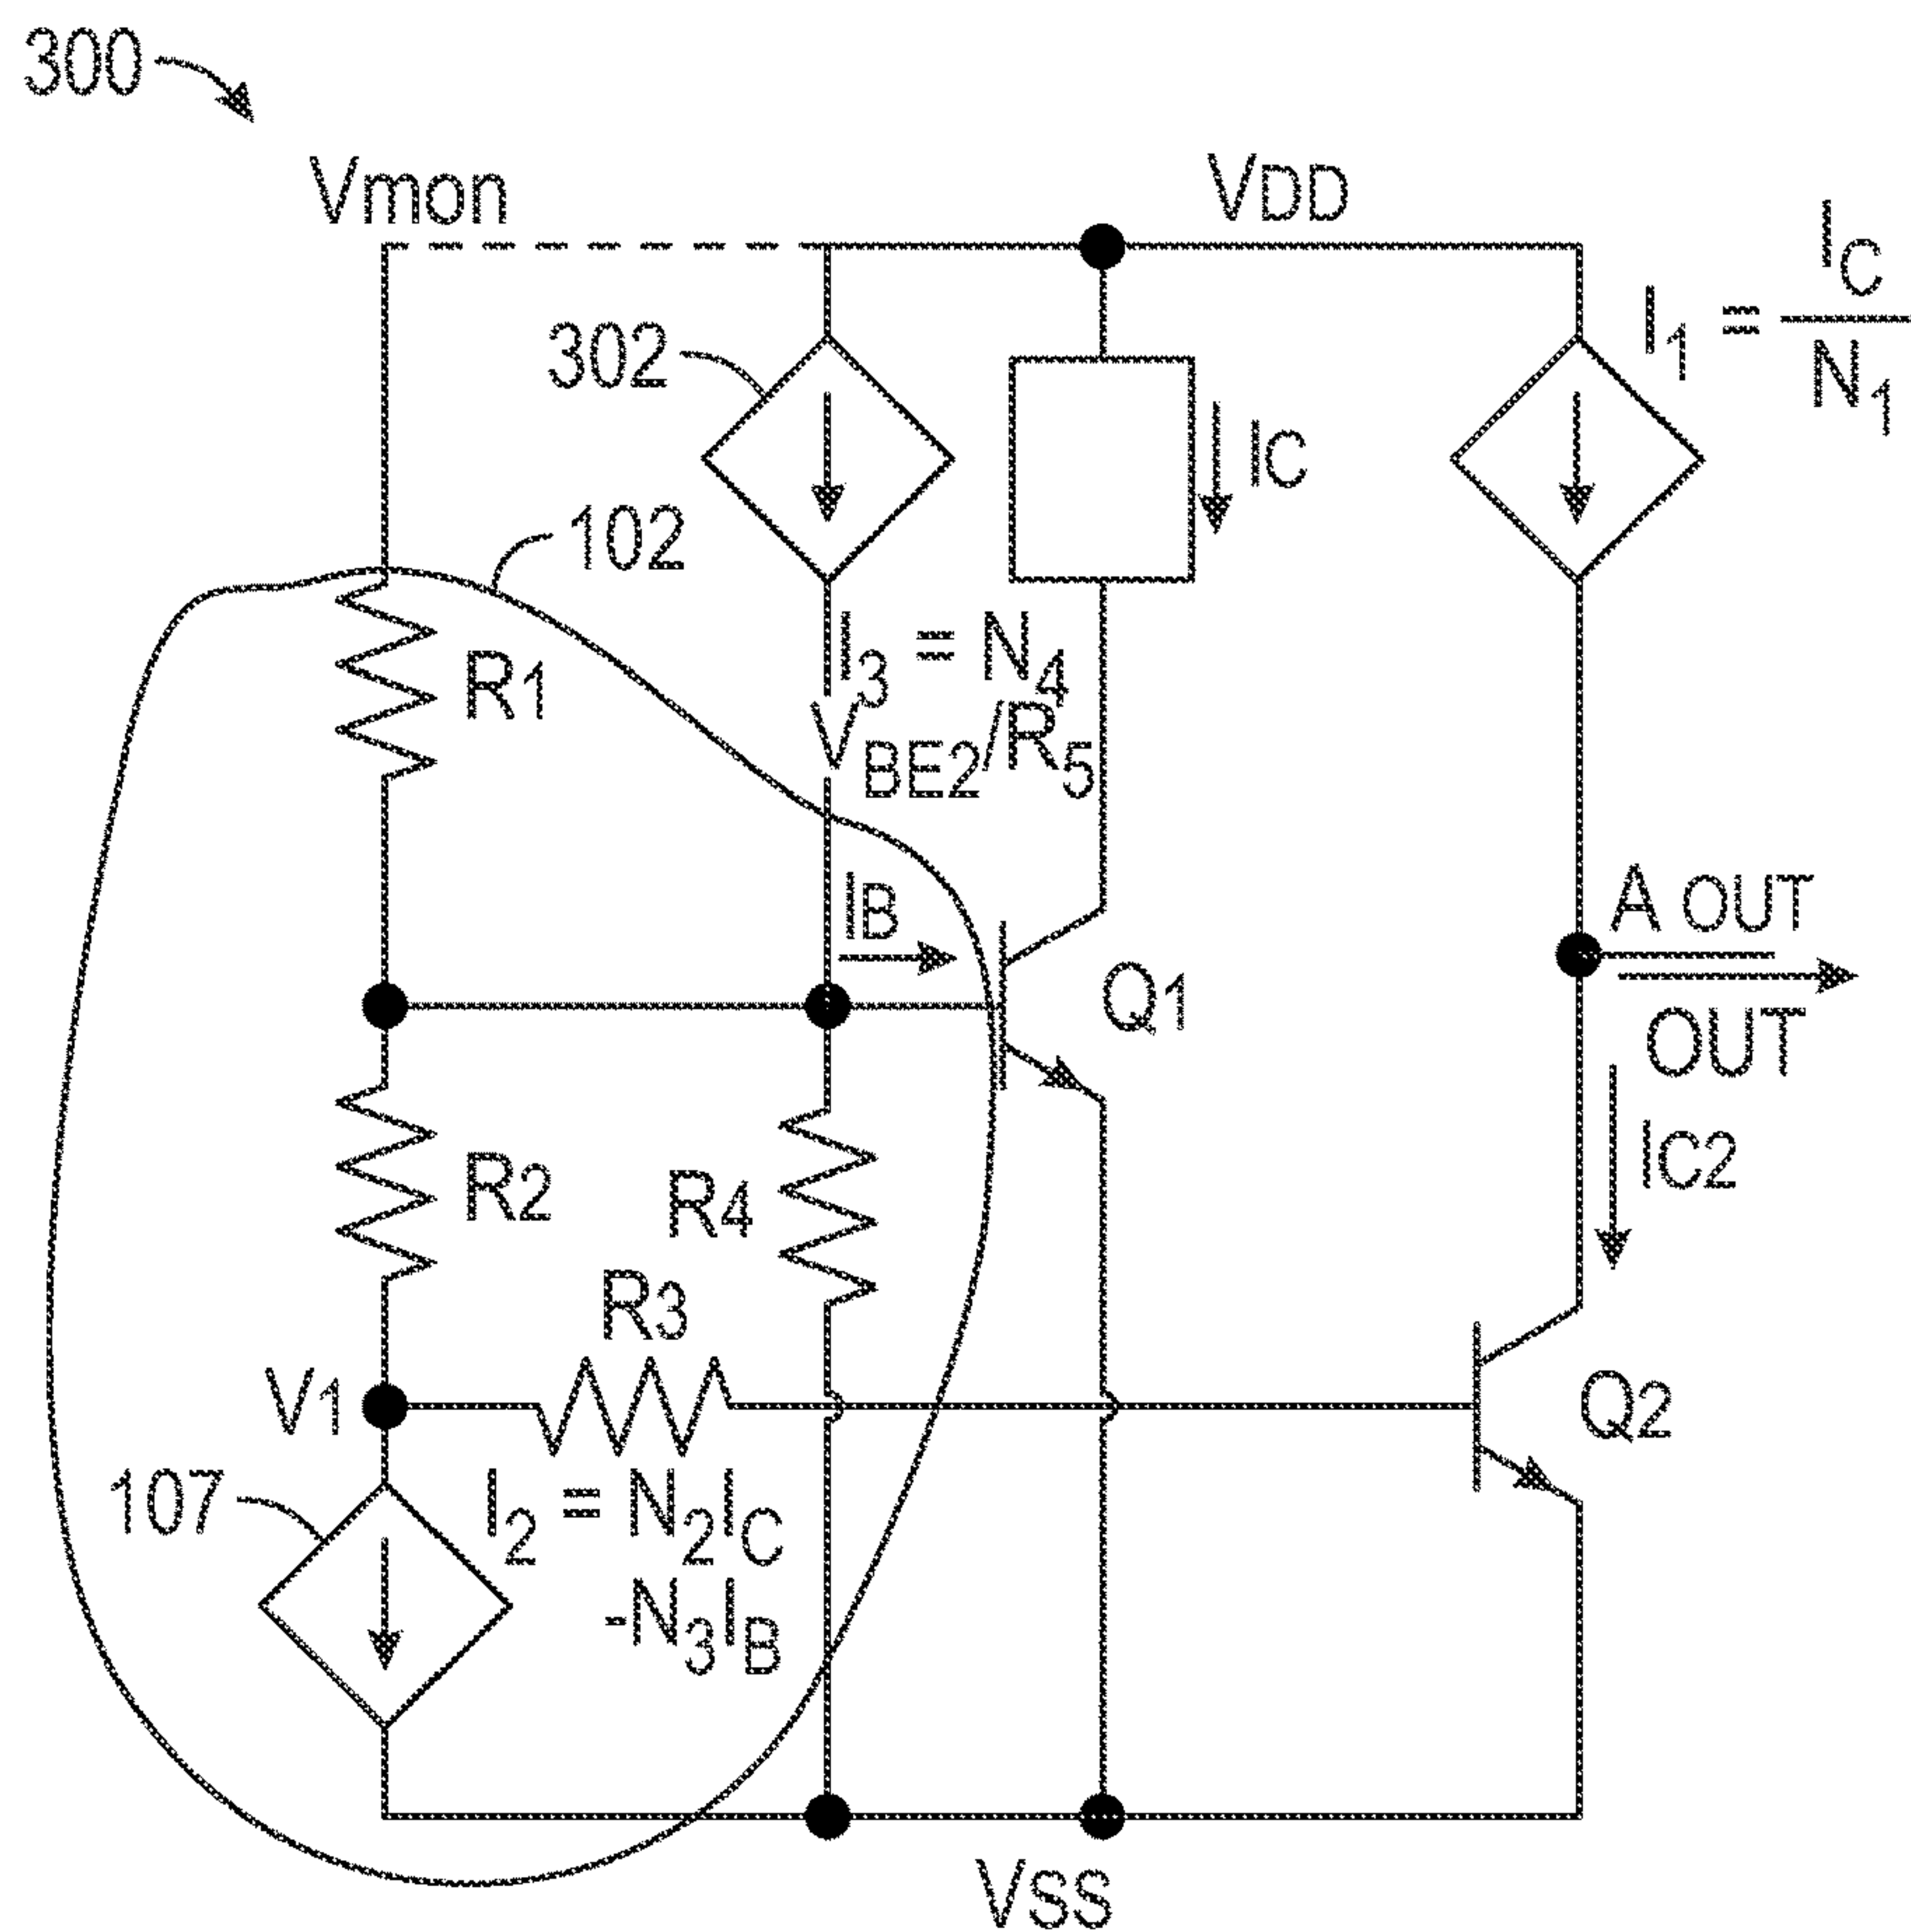 300
Vmon
VDD
I1 = IC/N1
302
IC
102
R1
I3 = N4
VBE2/R5
IB
A OUT
Q1
OUT
R2
R4
IC2
R3
V1
Q2
107
I2 = N2IC
-N3IB
VSS